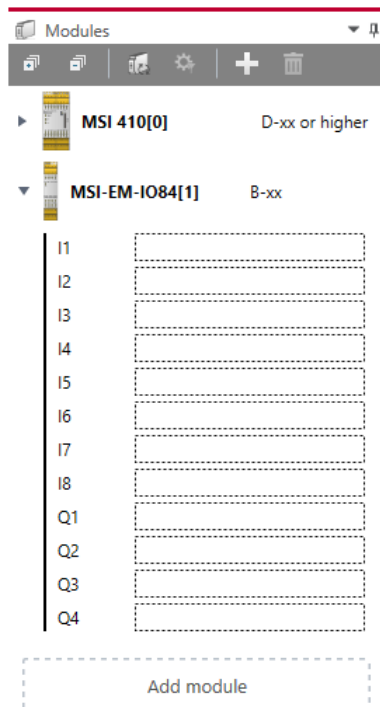 Modules
MSI 410[0] D-xx or higher
MSI-EM-IO84[1] B-xx
I1
I2
I3
I4
I5
I6
I7
I8
Q1
Q2
Q3
Q4
Add module